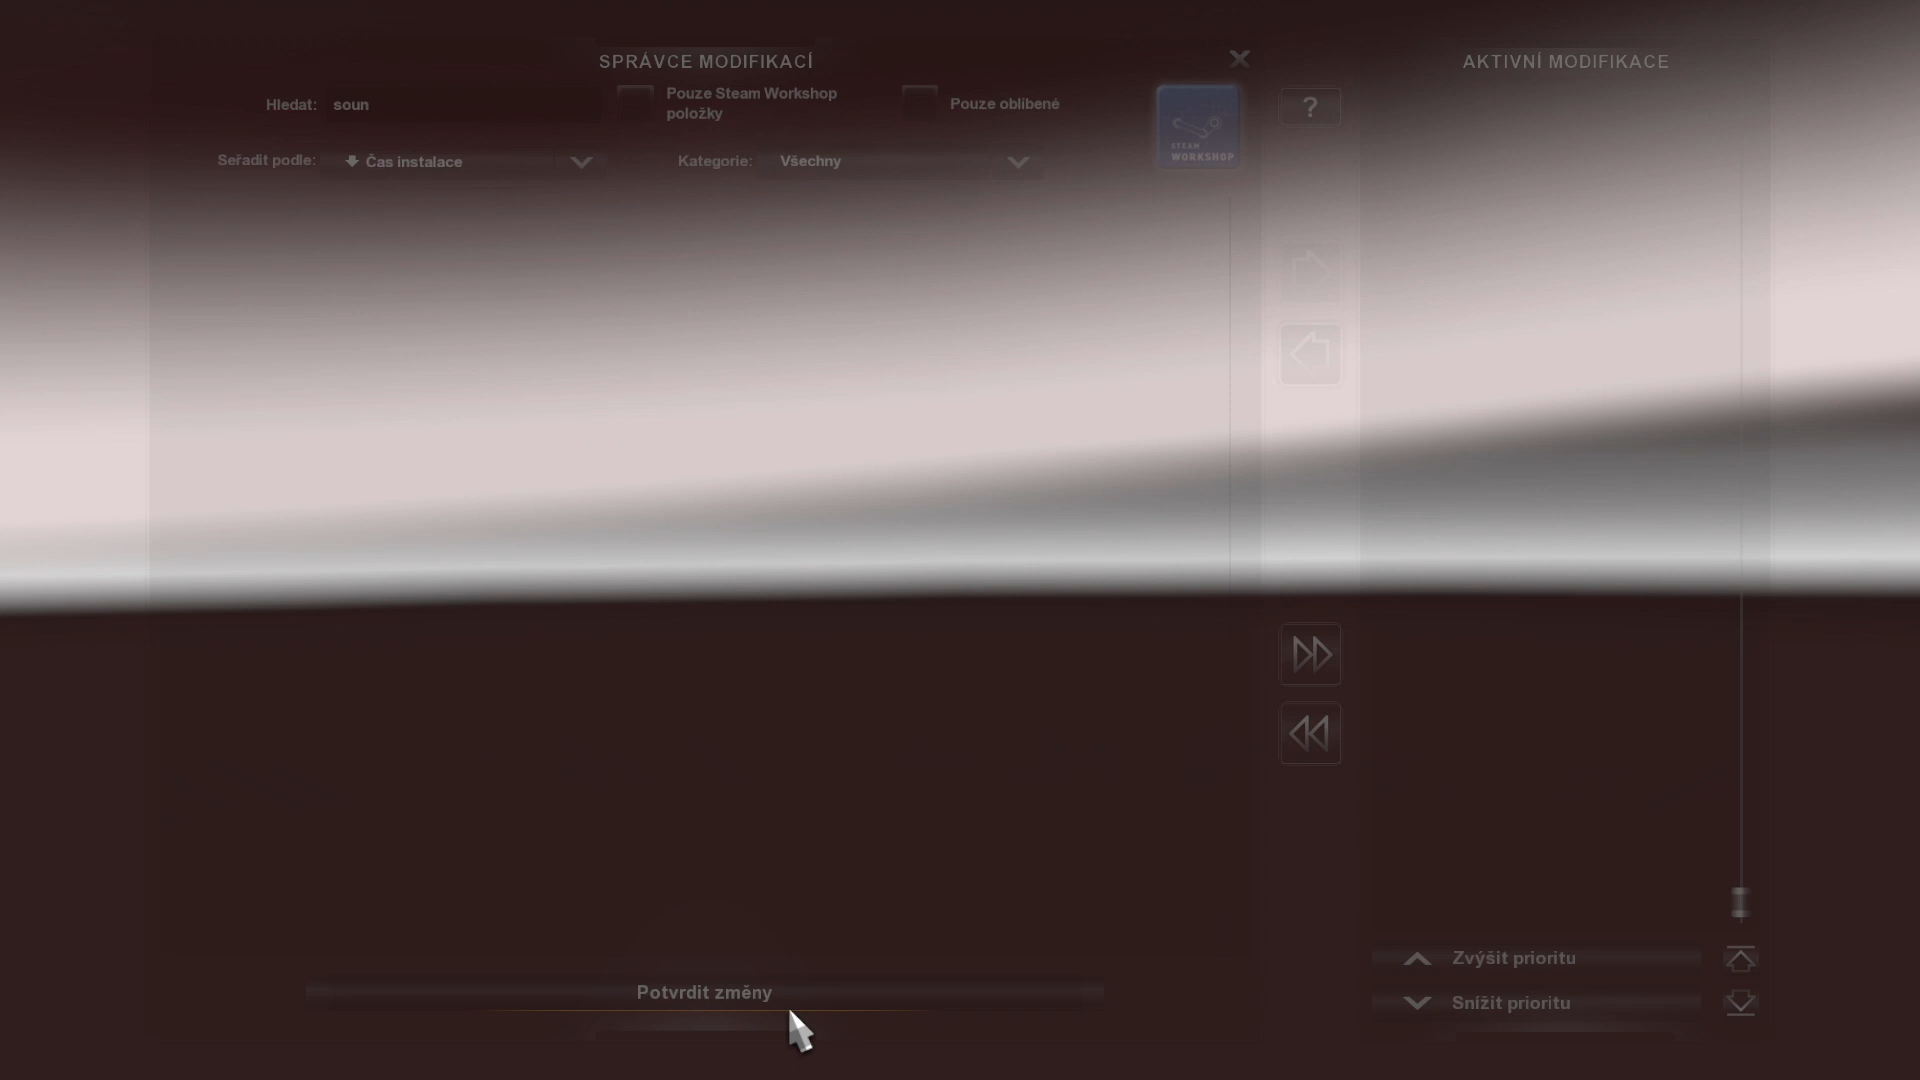 SPRÁVCE MODIFIKACÍ
AKTIVNÍ MODIFIKACE
Hledat: soun
Pouze Steam Workshop
položky
Pouze oblíbené
?
Seřadit podle: Čas instalace
Kategorie: Všechny
STEAM
WORKSHOP
Zvýšit prioritu
Potvrdit změny
Snížit prioritu